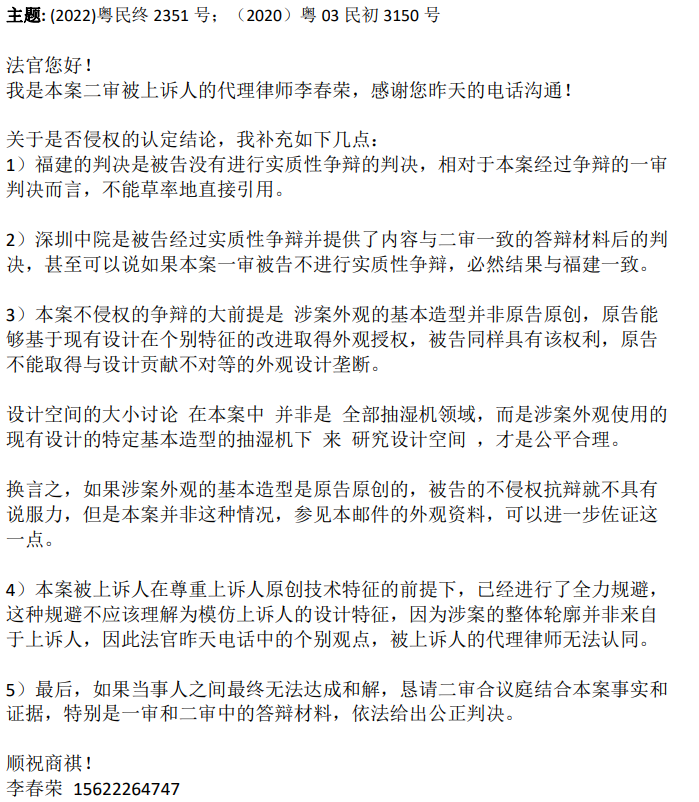 主题: (2022)粤民终 2351 号；（2020）粤 03 民初 3150 号
法官您好！
我是本案二审被上诉人的代理律师李春荣，感谢您昨天的电话沟通！
关于是否侵权的认定结论，我补充如下几点：
1）福建的判决是被告没有进行实质性争辩的判决，相对于本案经过争辩的一审
判决而言，不能草率地直接引用。
2）深圳中院是被告经过实质性争辩并提供了内容与二审一致的答辩材料后的判
决，甚至可以说如果本案一审被告不进行实质性争辩，必然结果与福建一致。
3）本案不侵权的争辩的大前提是 涉案外观的基本造型并非原告原创，原告能
够基于现有设计在个别特征的改进取得外观授权，被告同样具有该权利，原告
不能取得与设计贡献不对等的外观设计垄断。
设计空间的大小讨论 在本案中 并非是 全部抽湿机领域，而是涉案外观使用的
现有设计的特定基本造型的抽湿机下 来 研究设计空间 ，才是公平合理。
换言之，如果涉案外观的基本造型是原告原创的，被告的不侵权抗辩就不具有
说服力，但是本案并非这种情况，参见本邮件的外观资料，可以进一步佐证这
一点。
4）本案被上诉人在尊重上诉人原创技术特征的前提下，已经进行了全力规避，
这种规避不应该理解为模仿上诉人的设计特征，因为涉案的整体轮廓并非来自
于上诉人，因此法官昨天电话中的个别观点，被上诉人的代理律师无法认同。
5）最后，如果当事人之间最终无法达成和解，恳请二审合议庭结合本案事实和
证据，特别是一审和二审中的答辩材料，依法给出公正判决。
顺祝商祺！
李春荣 15622264747